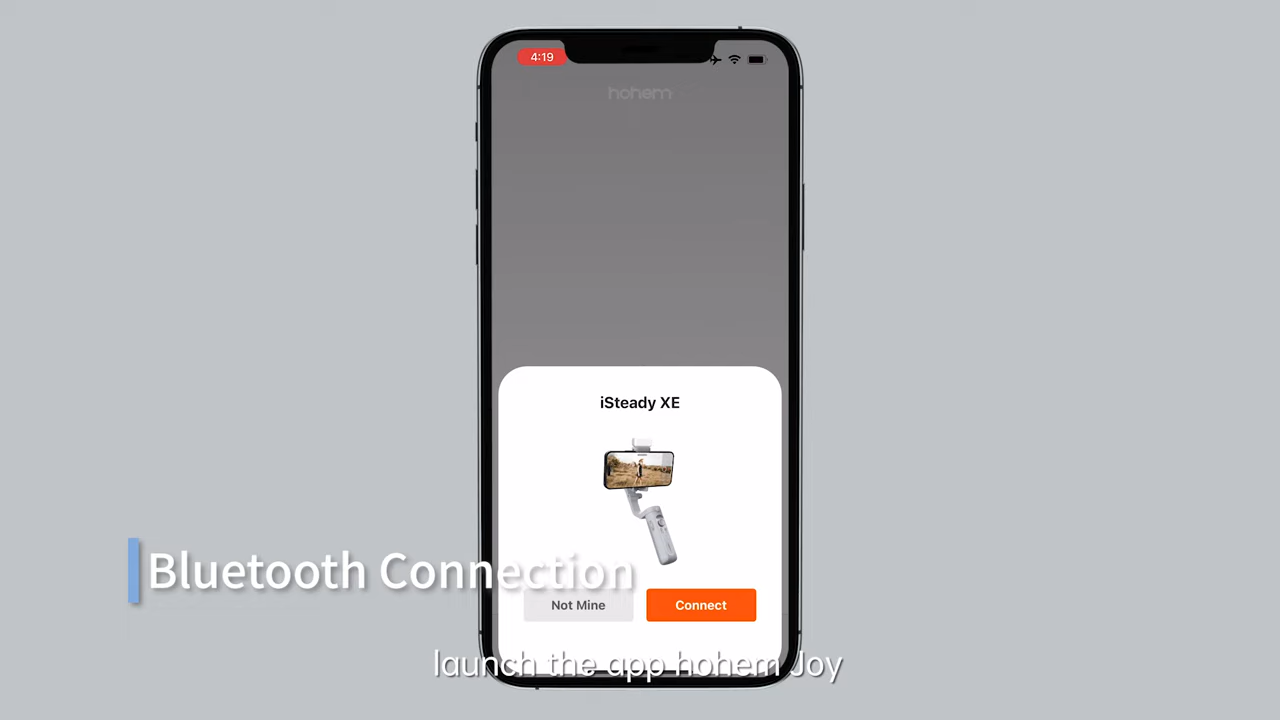 4:19
hohem
iSteady XE
Bluetooth Connection
Not Mine
Connect
launch the app hohem Joy